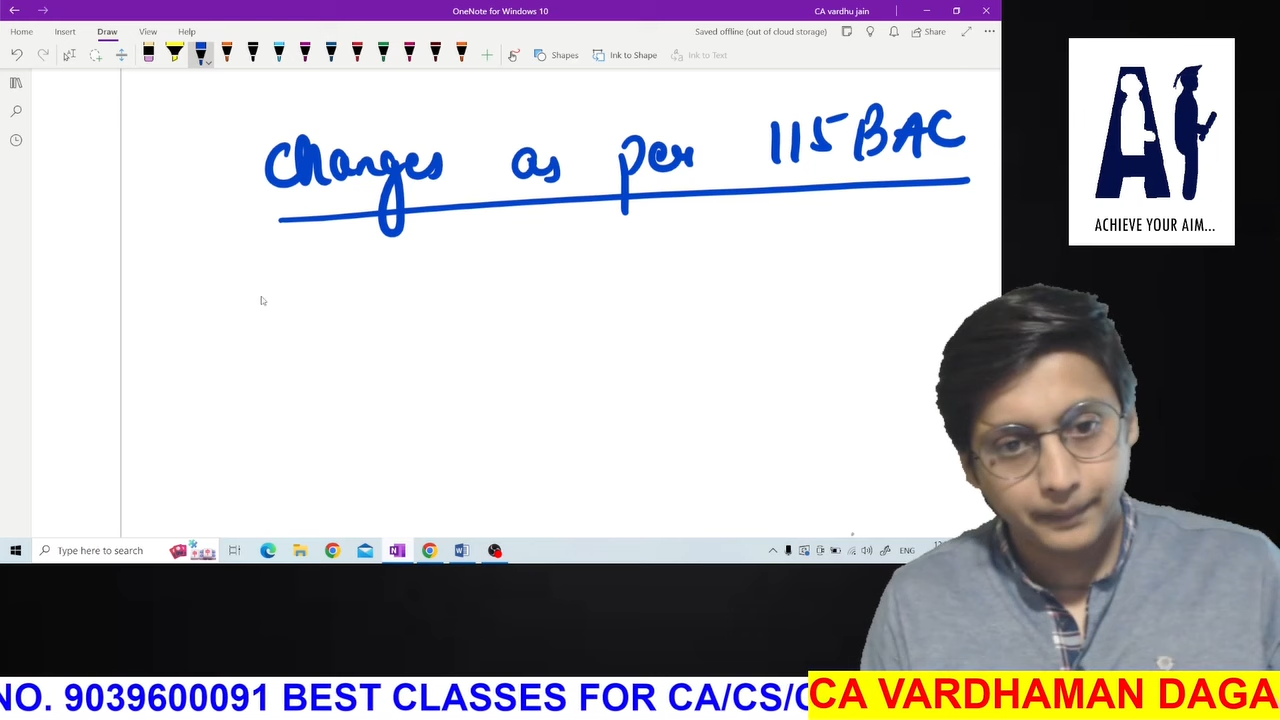 OneNote for Windows 10
CA vardhu jain
Home Insert Draw View Help
Saved offline (out of cloud storage)
Share
Shapes
Ink to Shape
Ink to Text
Changes as per 115BAC
AI
ACHIEVE YOUR AIM...
Type here to search
ENG
NO. 9039600091 BEST CLASSES FOR CA/CS/
CA VARDHAMAN DAGA